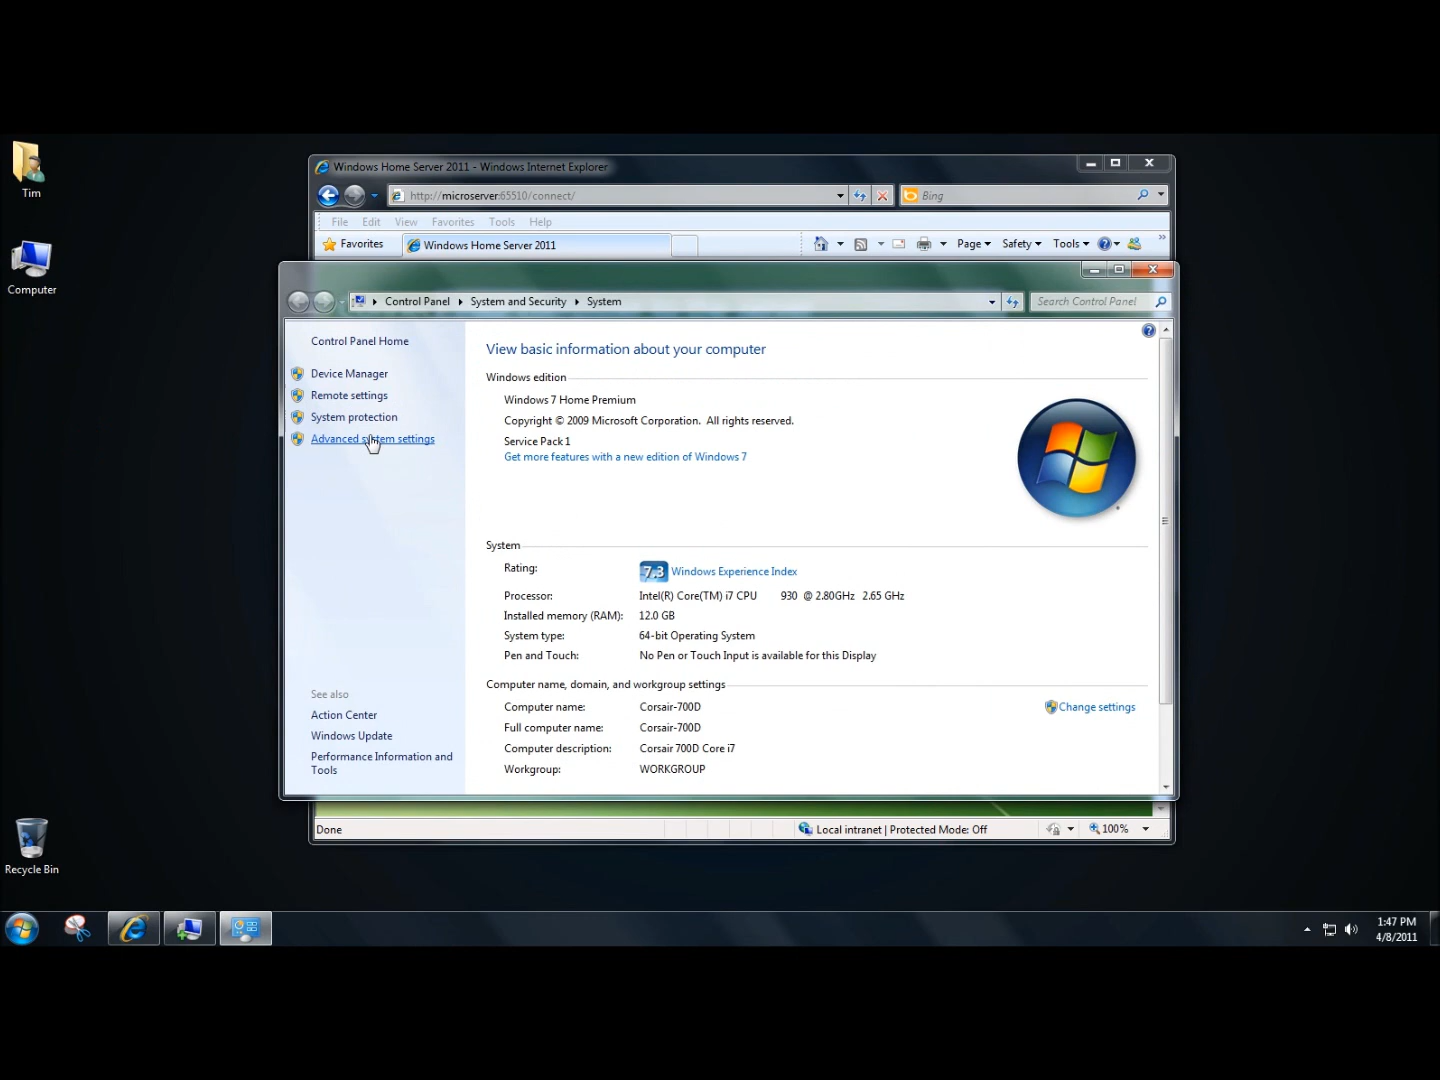 Tim
Computer
Recycle Bin
Windows Home Server 2011 - Windows Internet Explorer
http://microserver:65510/connect/
Bing
File Edit View Favorites Tools Help
Favorites
Windows Home Server 2011
Page Safety Tools
Control Panel System and Security System
Search Control Panel
Control Panel Home
Device Manager
Remote settings
System protection
Advanced system settings
See also
Action Center
Windows Update
Performance Information and
Tools
View basic information about your computer
Windows edition
Windows 7 Home Premium
Copyright © 2009 Microsoft Corporation. All rights reserved.
Service Pack 1
Get more features with a new edition of Windows 7
System
Rating: 7.3 Windows Experience Index
Processor: Intel(R) Core(TM) i7 CPU 930 @ 2.80GHz 2.65 GHz
Installed memory (RAM): 12.0 GB
System type: 64-bit Operating System
Pen and Touch: No Pen or Touch Input is available for this Display
Computer name, domain, and workgroup settings
Computer name: Corsair-700D
Change settings
Full computer name: Corsair-700D
Computer description: Corsair 700D Core i7
Workgroup: WORKGROUP
Done
Local intranet | Protected Mode: Off
100%
1:47 PM
4/8/2011